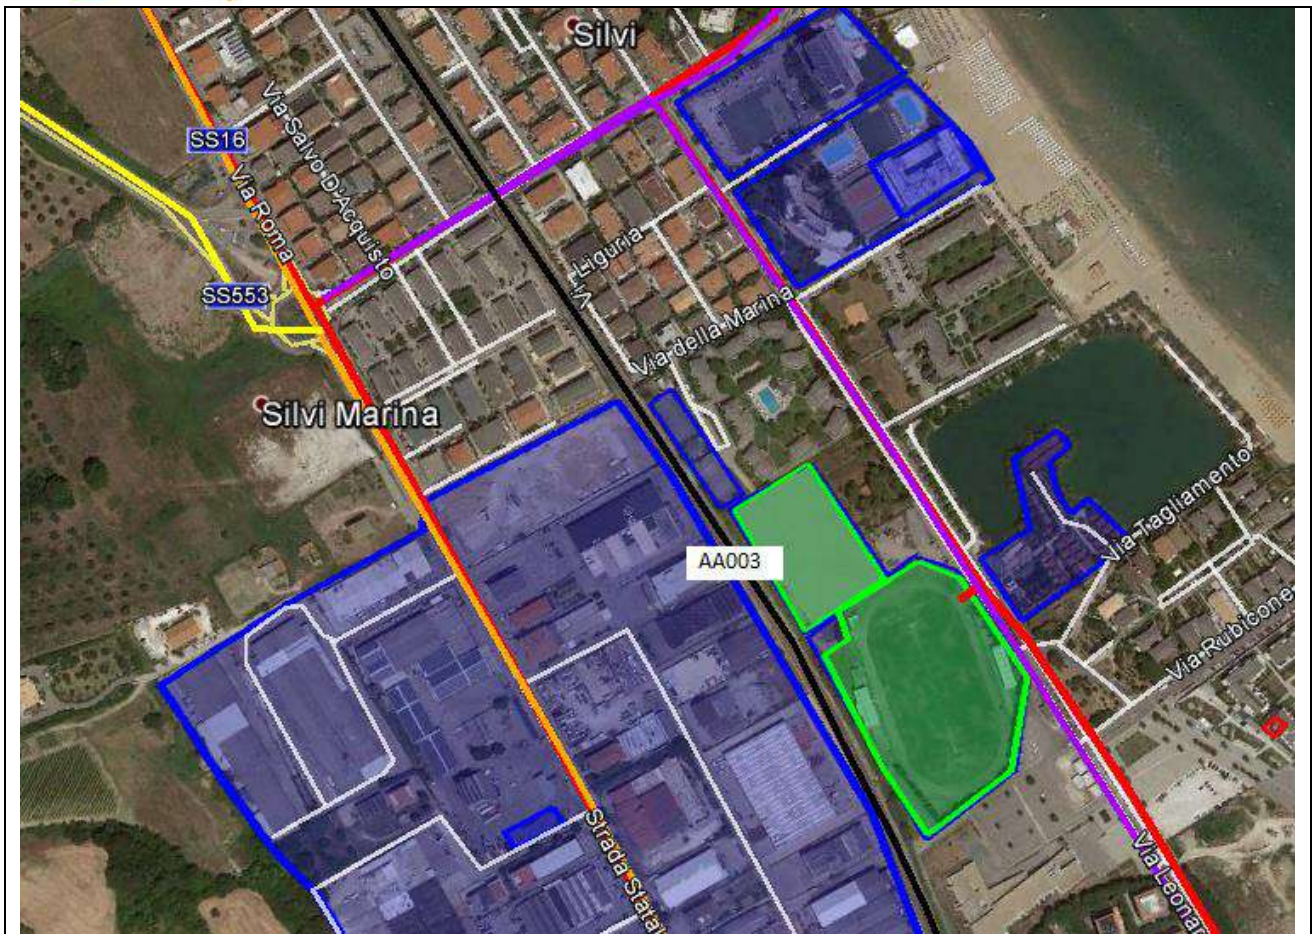 Silvi
Via Salvo D'Acquisto
SS16
Via Roma
SS553
Liguria
Vi
Via della Marina
Silvi Marina
AA003
Via Tagliamento
Via Rubicone
Strada Statal
Via Leonar